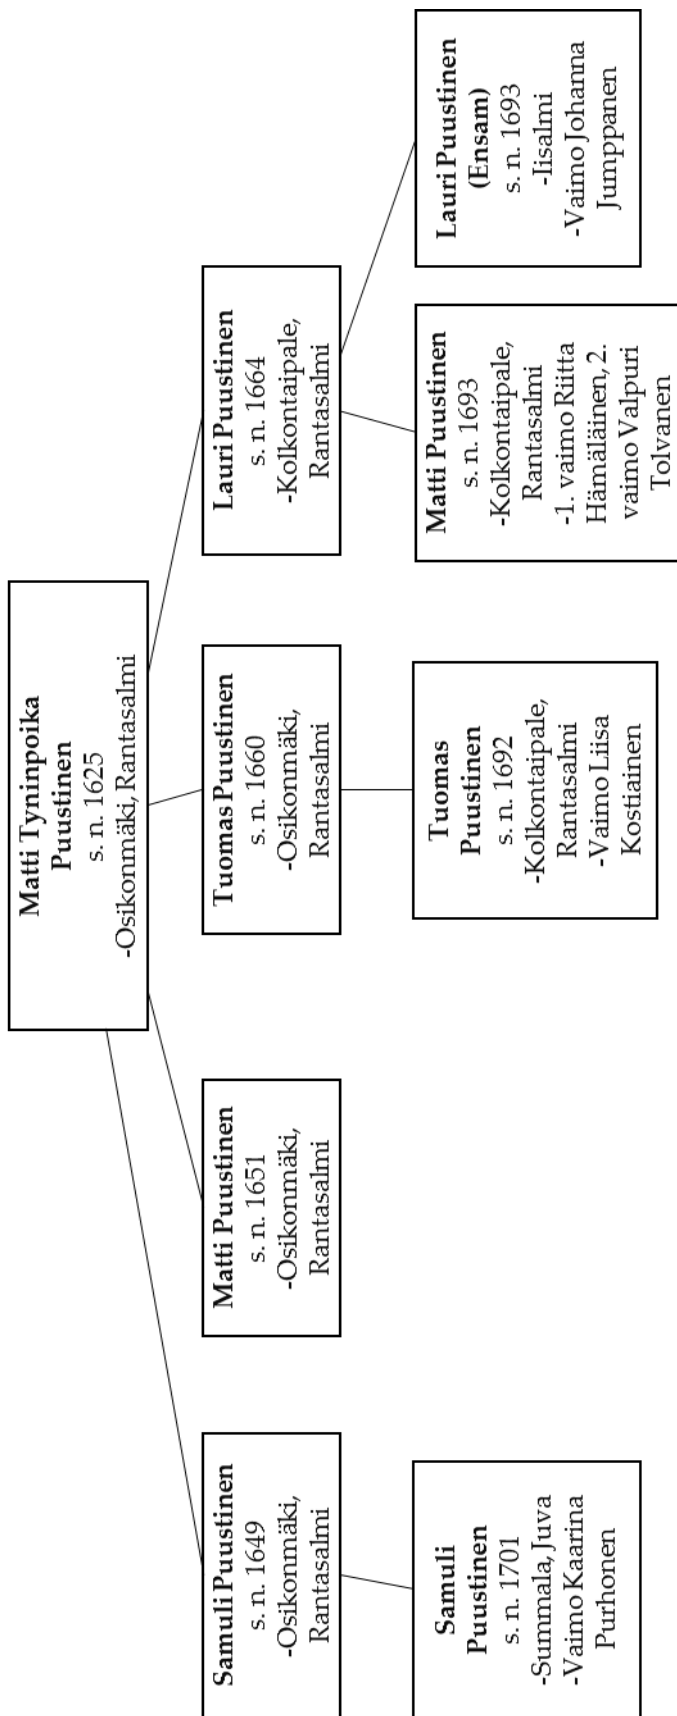 Matti Tyninpoika
Puustinen
s. n. 1625
-Osikonmäki, Rantasalmi
Samuli Puustinen
s. n. 1649
-Osikonmäki,
Rantasalmi
Matti Puustinen
s. n. 1651
-Osikonmäki,
Rantasalmi
Tuomas Puustinen
s. n. 1660
-Osikonmäki,
Rantasalmi
Lauri Puustinen
s. n. 1664
-Kolkontaipale,
Rantasalmi
Samuli
Puustinen
s. n. 1701
-Summala, Juva
-Vaimo Kaarina
Purhonen
Tuomas
Puustinen
s. n. 1692
-Kolkontaipale,
Rantasalmi
-Vaimo Liisa
Kostiainen
Matti Puustinen
s. n. 1693
-Kolkontaipale,
Rantasalmi
-1. vaimo Riitta
Hämäläinen, 2.
vaimo Valpuri
Tolvanen
Lauri Puustinen
(Ensam)
s. n. 1693
-Iisalmi
-Vaimo Johanna
Jumppanen